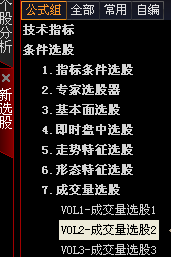 个股分析
新选股
公式组 全部 常用 自编
技术指标
条件选股
1.指标条件选股
2.专家选股器
3.基本面选股
4.即时盘中选股
5.走势特征选股
6.形态特征选股
7.成交量选股
VOL1-成交量选股1
VOL2-成交量选股2
VOL3-成交量选股3